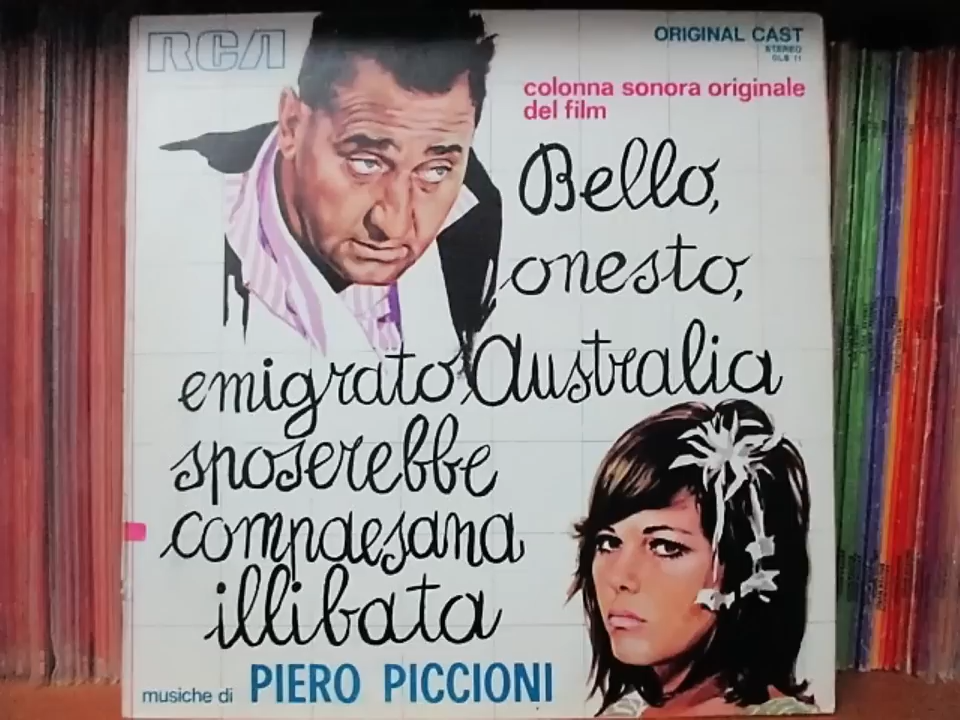 RCA
ORIGINAL CAST
STEREO
OLS 11
colonna sonora originale
del film
Bello,
onesto,
emigrato Australia
sposerebbe
compaesana
illibata
musiche di PIERO PICCIONI